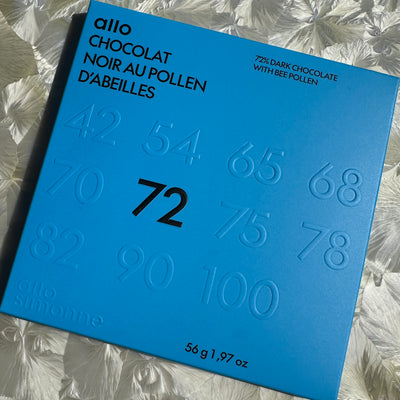 allo
CHOCOLAT
NOIR AU POLLEN
D'ABEILLES
72% DARK CHOCOLATE
WITH BEE POLLEN
42 54 65 68
70 72 75 78
82 90 100
allo
simonne
56 g 1,97 oz